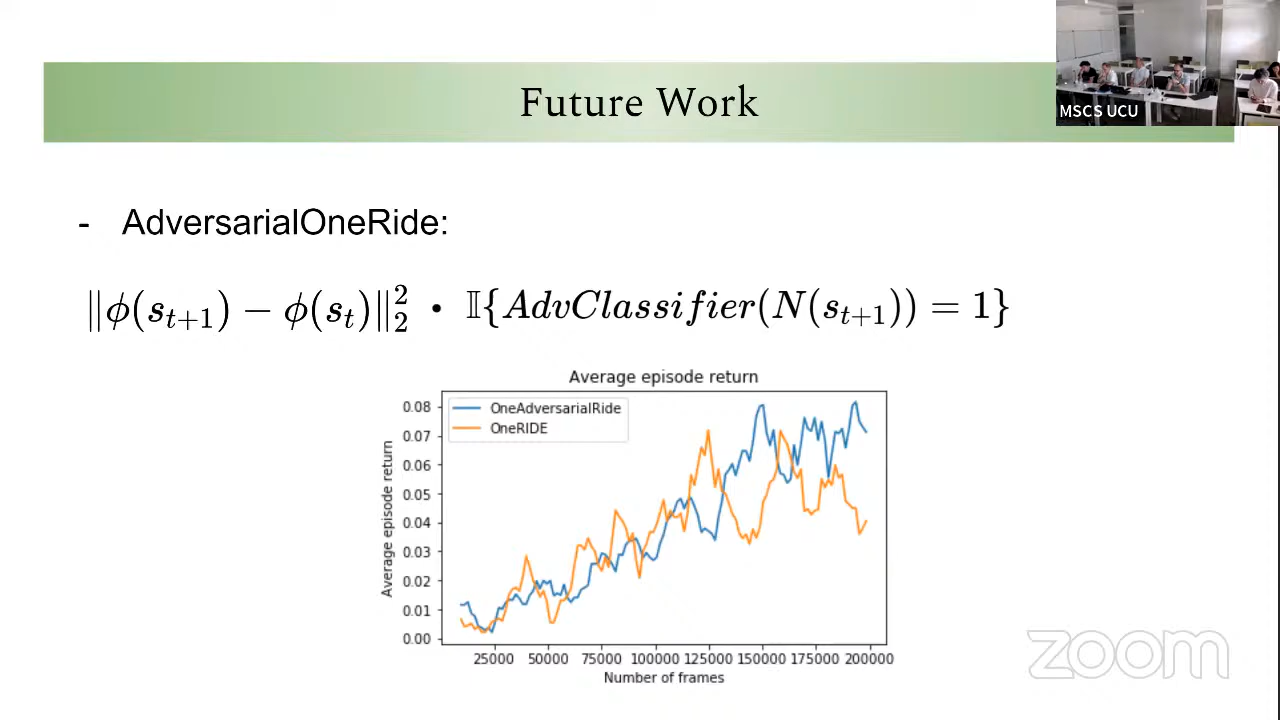 Future Work
MSCS UCU
- AdversarialOneRide:
‖ϕ(s_{t+1}) − ϕ(s_t)‖₂² · 𝕀{AdvClassifier(N(s_{t+1})) = 1}
Average episode return
OneAdversarialRide
OneRIDE
Average episode return
0.08
0.07
0.06
0.05
0.04
0.03
0.02
0.01
0.00
25000 50000 75000 100000 125000 150000 175000 200000
Number of frames
zoom